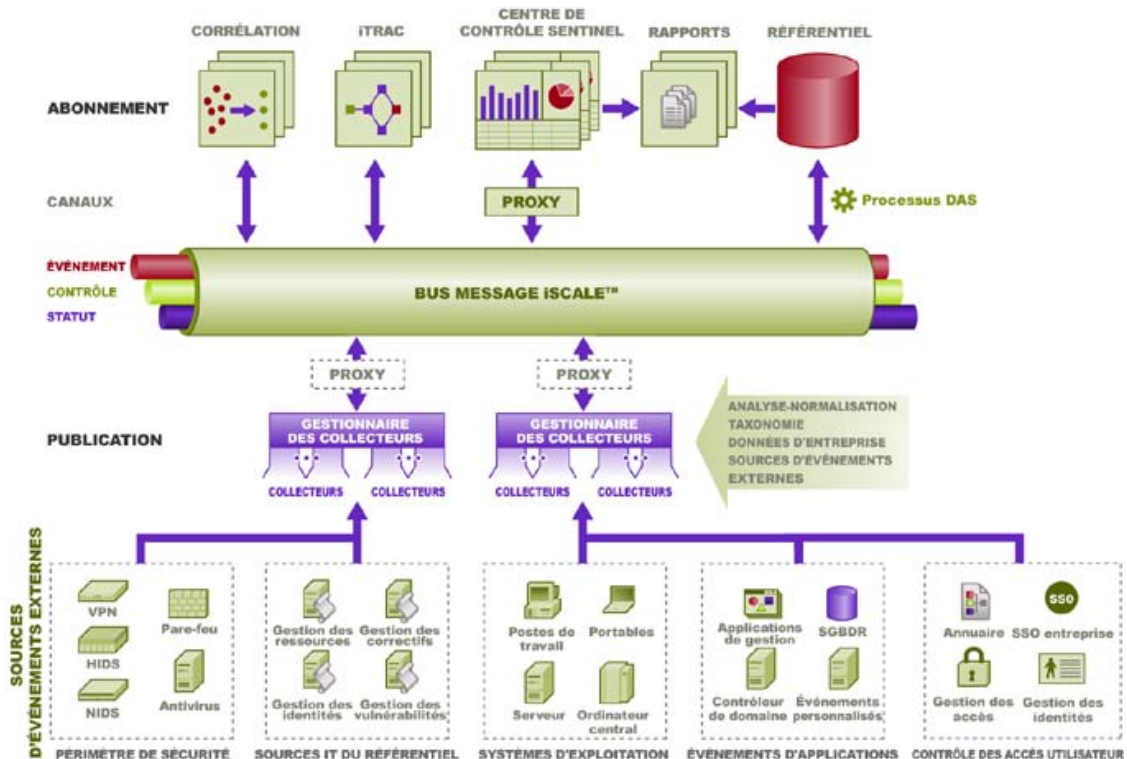 CORRÉLATION
iTRAC
CENTRE DE
CONTRÔLE SENTINEL
RAPPORTS
RÉFÉRENTIEL
ABONNEMENT
CANAUX
PROXY
Processus DAS
ÉVÉNEMENT
CONTRÔLE
STATUT
BUS MESSAGE iSCALE™
PROXY
PROXY
PUBLICATION
GESTIONNAIRE
DES COLLECTEURS
COLLECTEURS
COLLECTEURS
GESTIONNAIRE
DES COLLECTEURS
COLLECTEURS
COLLECTEURS
ANALYSE-NORMALISATION
TAXONOMIE
DONNÉES D'ENTREPRISE
SOURCES D'ÉVÉNEMENTS
EXTERNES
SOURCES
D'ÉVÉNEMENTS EXTERNES
VPN
Pare-feu
HIDS
NIDS
Antivirus
PÉRIMÈTRE DE SÉCURITÉ
Gestion des
ressources
Gestion des
correctifs
Gestion des
identités
Gestion des
vulnérabilités
SOURCES IT DU RÉFÉRENTIEL
Postes de
travail
Portables
Serveur
Ordinateur
central
SYSTÈMES D'EXPLOITATION
Applications
de gestion
SGBDR
Contrôleur
de domaine
Événements
personnalisés
ÉVÉNEMENTS D'APPLICATIONS
Annuaire
SSO
SSO entreprise
Gestion des
accès
Gestion des
identités
CONTRÔLE DES ACCÈS UTILISATEUR